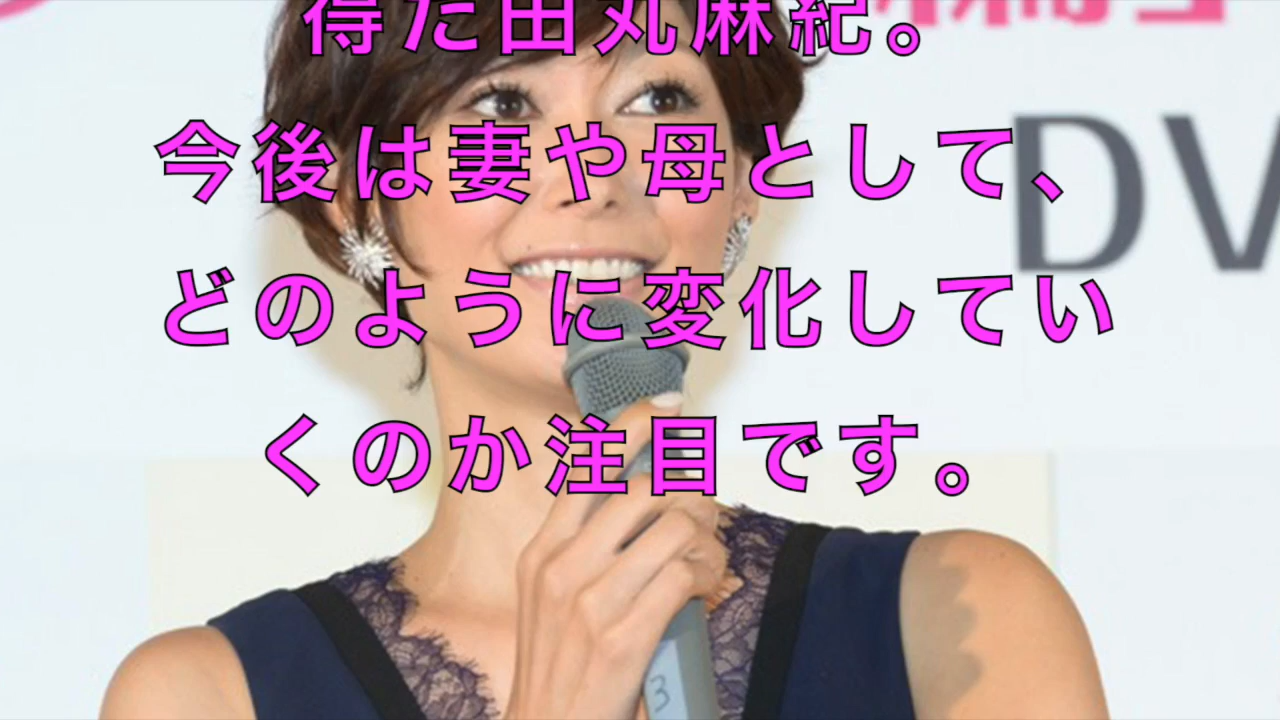 得た田丸麻紀。
今後は妻や母として、
どのように変化してい
くのか注目です。
DV
3